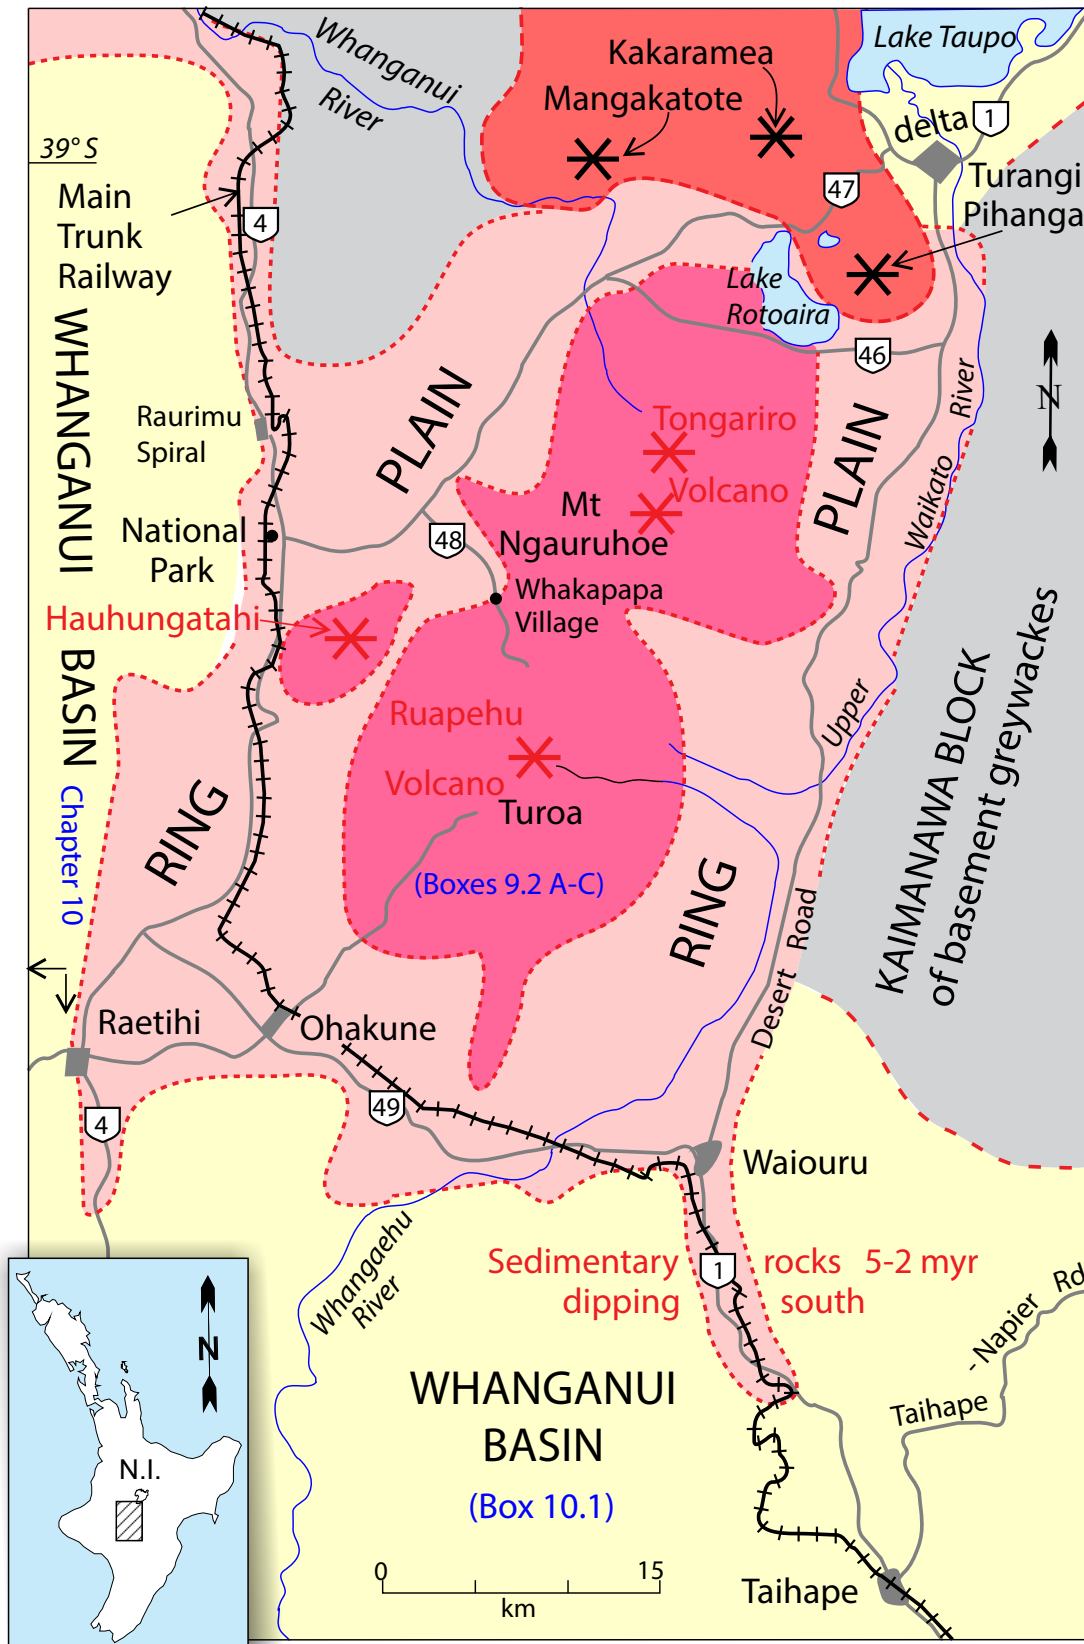 Whanganui
River
Kakaramea
Mangakatote
Lake Taupo
delta
1
39° S
Turangi
Pihanga
47
Main
Trunk
Railway
4
Lake
Rotoaira
46
N
WHANGANUI BASIN
Chapter 10
Raurimu
Spiral
PLAIN
PLAIN
Tongariro
Volcano
Mt
Ngauruhoe
National
Park
48
Whakapapa
Village
Hauhungatahi
Upper Waikato River
KAIMANAWA BLOCK
of basement greywackes
Ruapehu
Volcano
Turoa
(Boxes 9.2 A-C)
RING
RING
Desert Road
Raetihi
Ohakune
49
4
Waiouru
Whangaehu
River
Sedimentary rocks 5-2 myr
dipping south
1
Taihape - Napier Rd
WHANGANUI
BASIN
(Box 10.1)
N
N.I.
0 15
km
Taihape